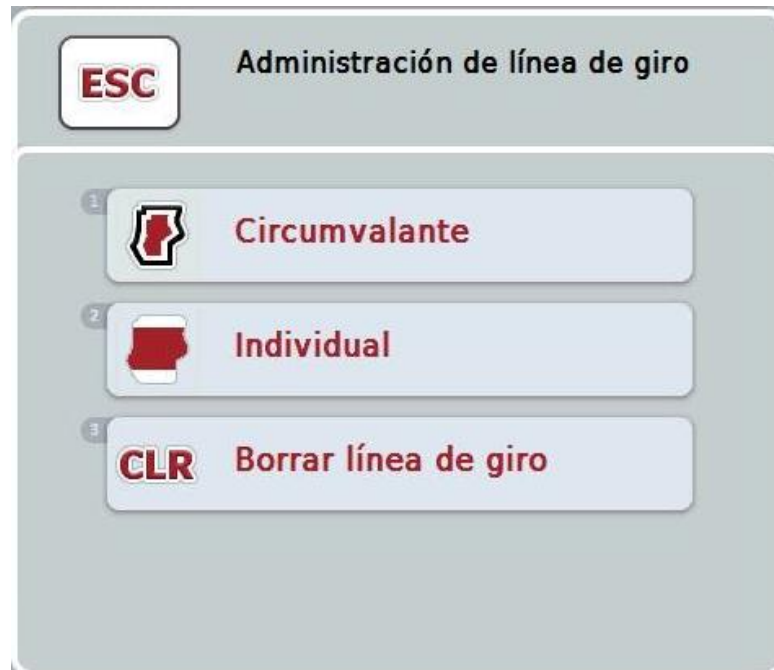 ESC
Administración de línea de giro
1
Circumvalante
2
Individual
3
CLR
Borrar línea de giro